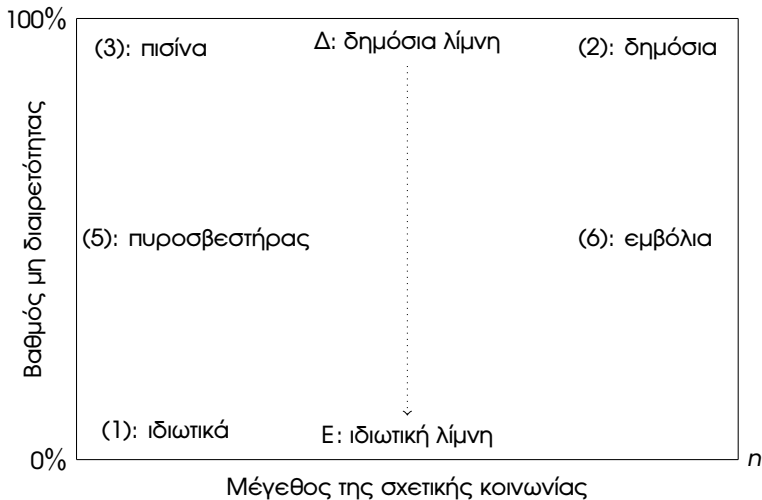 100%
(3): πισίνα
Δ: δημόσια λίμνη
(2): δημόσια
Βαθμός μη διαιρετότητας
(5): πυροσβεστήρας
(6): εμβόλια
(1): ιδιωτικά
Ε: ιδιωτική λίμνη
0%
n
Μέγεθος της σχετικής κοινωνίας